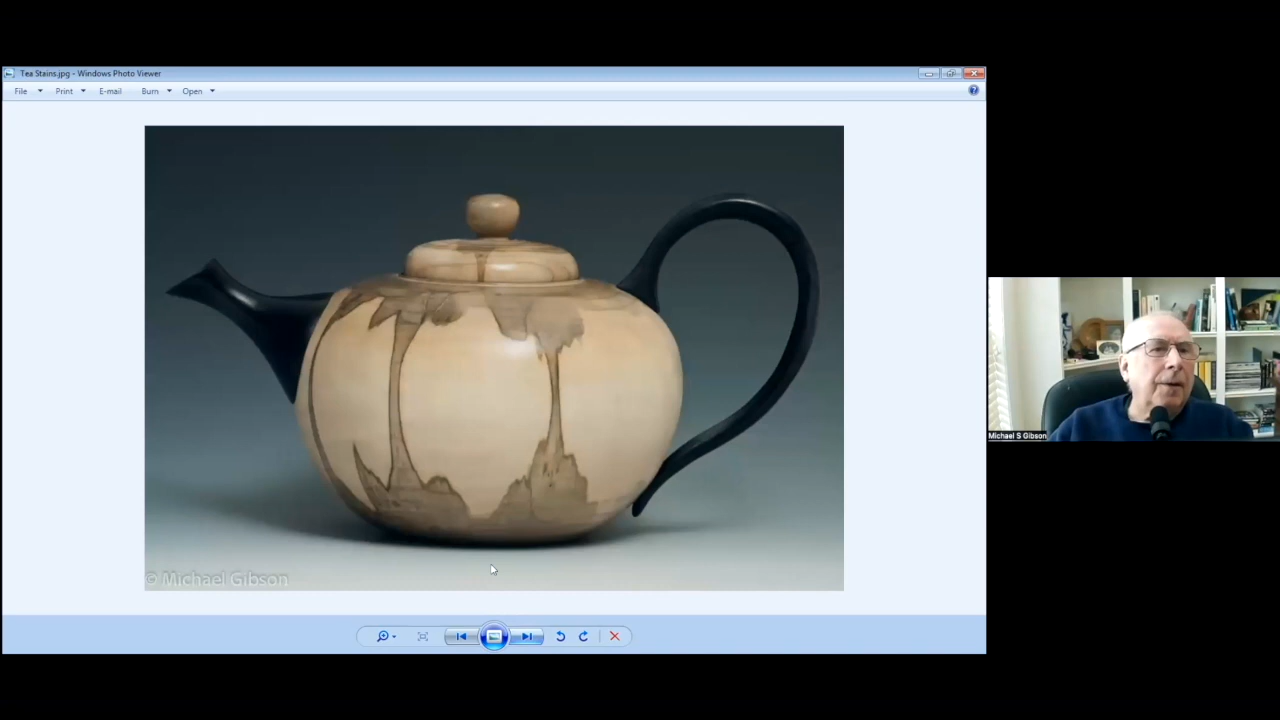 Tea Stains.jpg - Windows Photo Viewer
File Print E-mail Burn Open
© Michael Gibson
Michael S Gibson